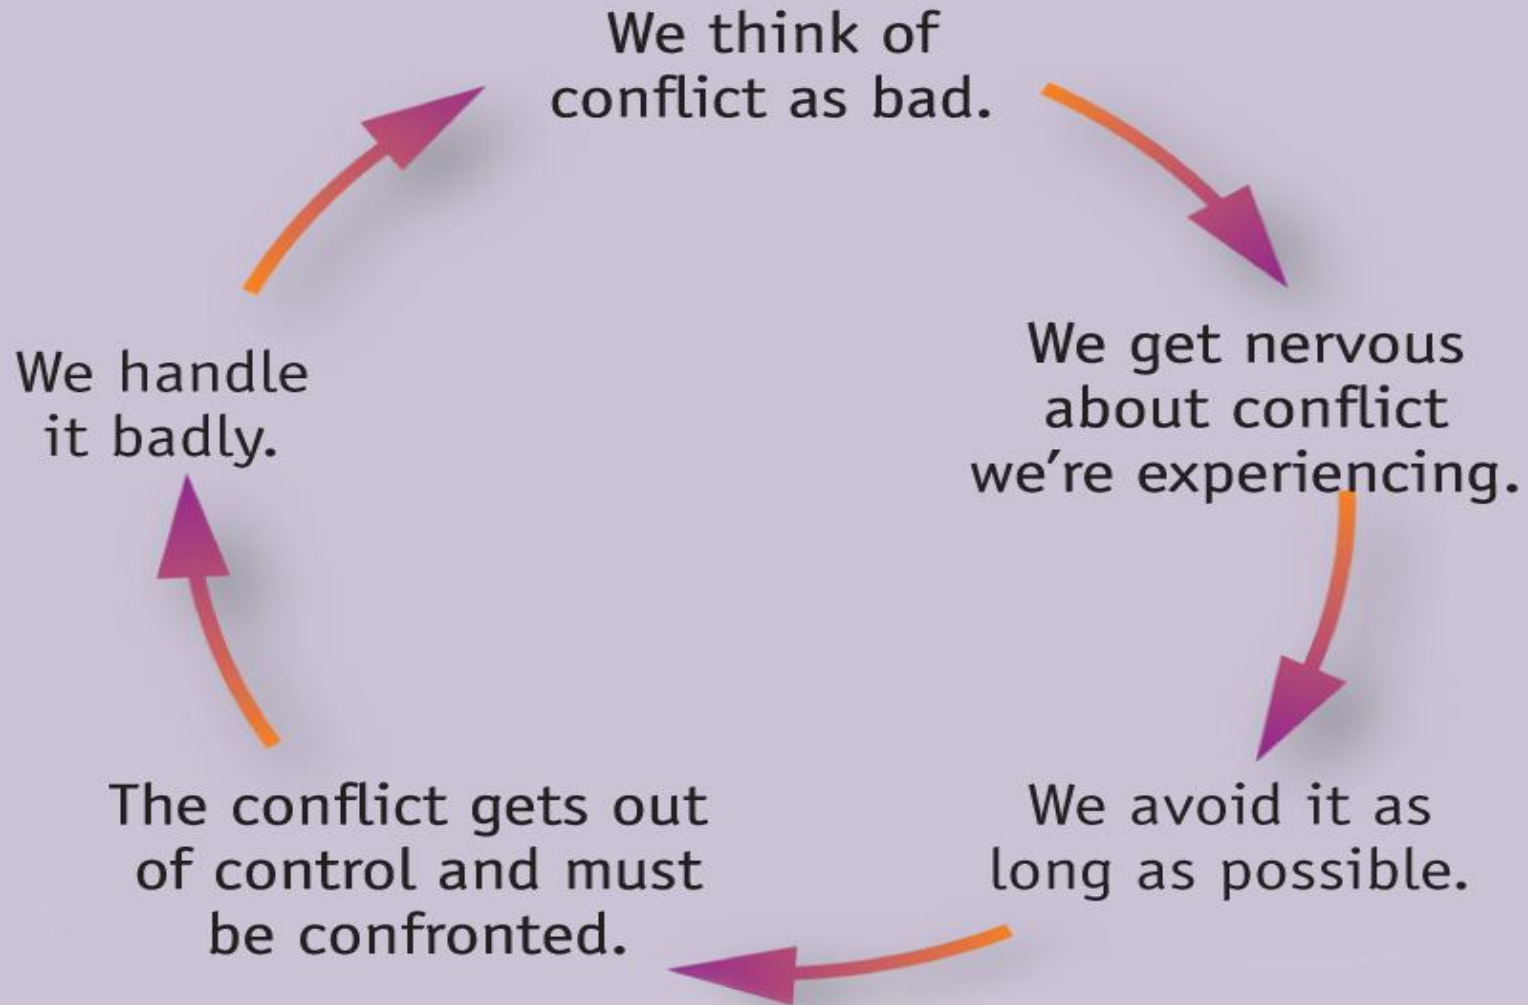 We think of
conflict as bad.
We get nervous
about conflict
we’re experiencing.
We avoid it as
long as possible.
The conflict gets out
of control and must
be confronted.
We handle
it badly.